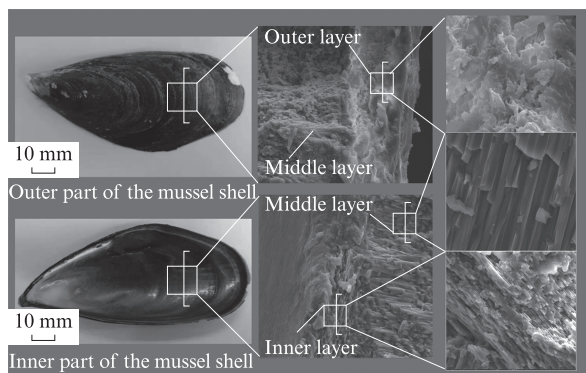 Outer layer
Middle layer
10 mm
Outer part of the mussel shell
Middle layer
10 mm
Inner layer
Inner part of the mussel shell